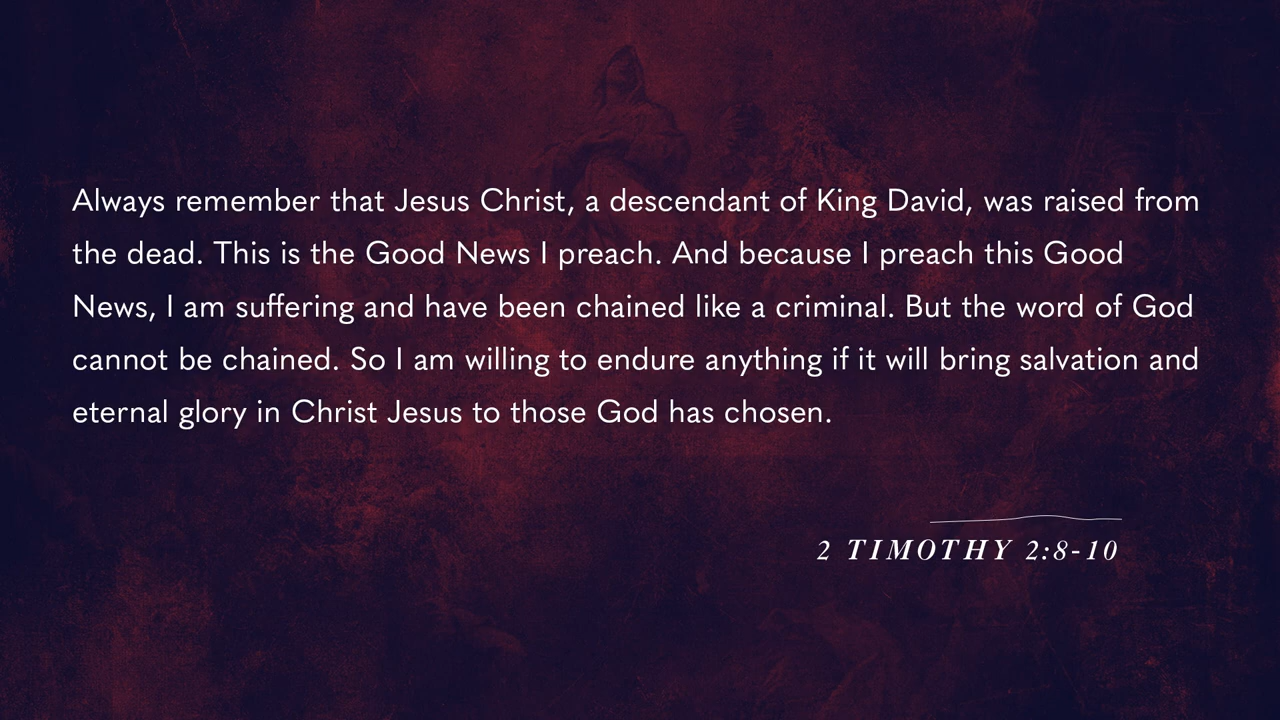 Always remember that Jesus Christ, a descendant of King David, was raised from
the dead. This is the Good News I preach. And because I preach this Good
News, I am suffering and have been chained like a criminal. But the word of God
cannot be chained. So I am willing to endure anything if it will bring salvation and
eternal glory in Christ Jesus to those God has chosen.
2 TIMOTHY 2:8-10